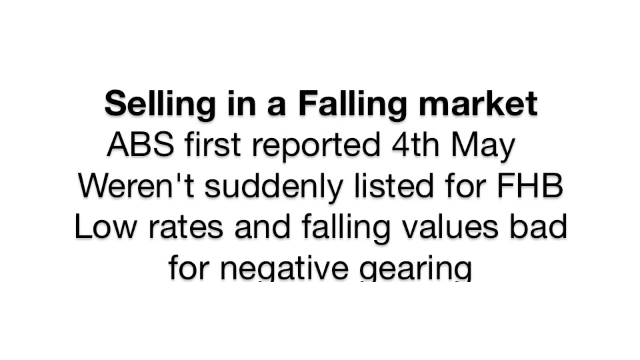 Selling in a Falling market
ABS first reported 4th May
Weren't suddenly listed for FHB
Low rates and falling values bad
for negative gearing